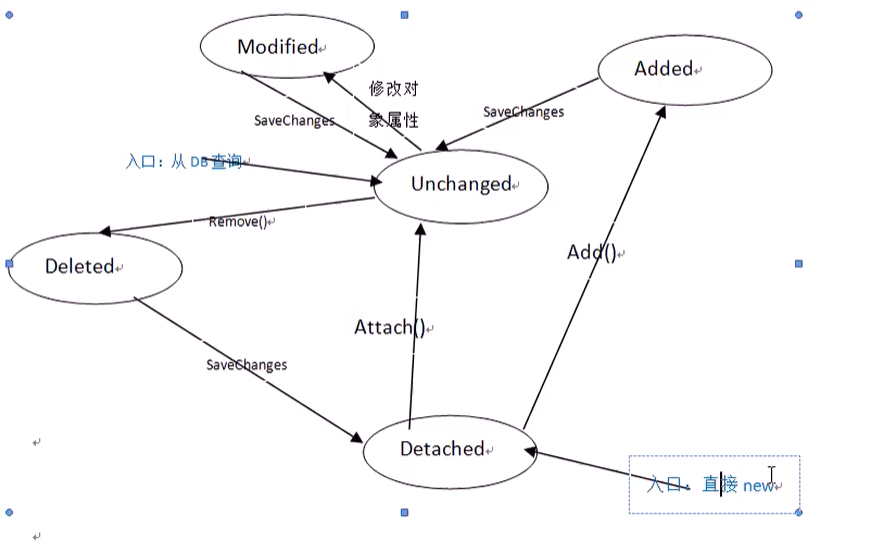 Modified
Added
修改对
象属性
SaveChanges
SaveChanges
入口：从 DB 查询
Unchanged
Remove()
Add()
Deleted
Attach()
SaveChanges
Detached
入口：直接 new